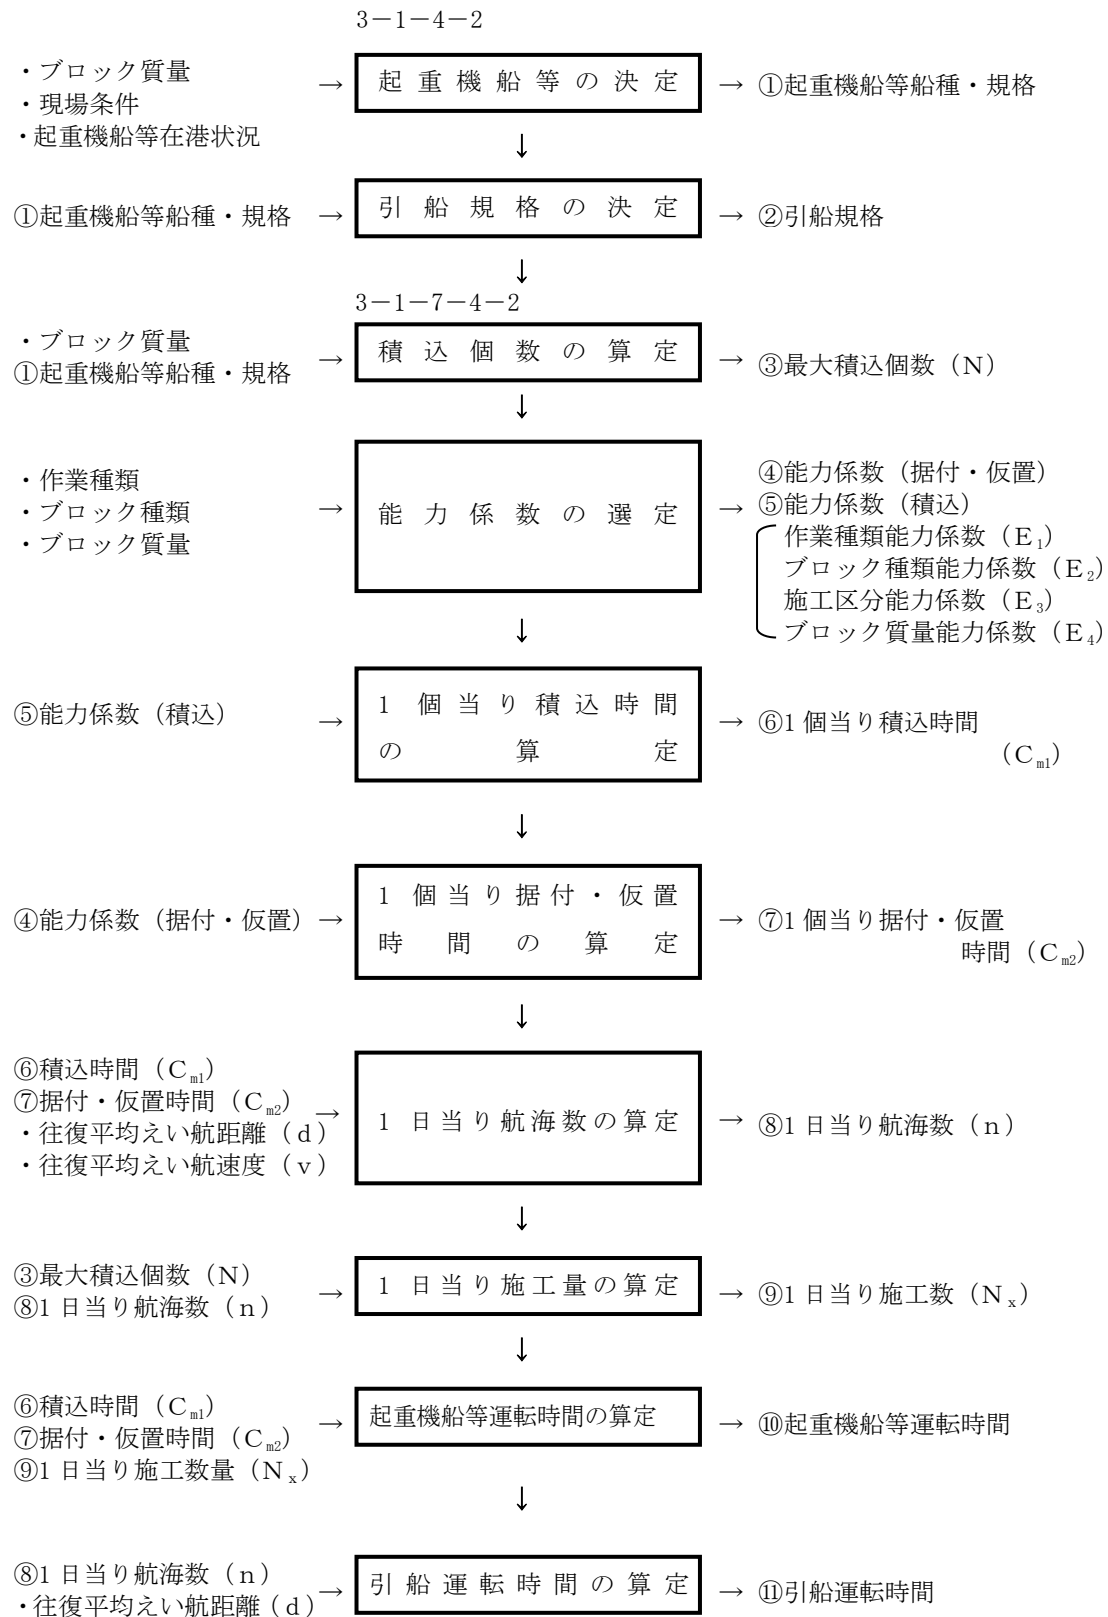 3－1－4－2
・ブロック質量
・現場条件
・起重機船等在港状況
→
起重機船等の決定
→ ①起重機船等船種・規格
↓
①起重機船等船種・規格 →
引船規格の決定
→ ②引船規格
↓
3－1－7－4－2
・ブロック質量
①起重機船等船種・規格
→
積込個数の算定
→ ③最大積込個数（Ｎ）
↓
・作業種類
・ブロック種類
・ブロック質量
→
能力係数の選定
→
④能力係数（据付・仮置）
⑤能力係数（積込）
作業種類能力係数（Ｅ₁）
ブロック種類能力係数（Ｅ₂）
施工区分能力係数（Ｅ₃）
ブロック質量能力係数（Ｅ₄）
↓
⑤能力係数（積込） →
1 個当り積込時間
の算定
→ ⑥1 個当り積込時間
（Ｃm1）
↓
④能力係数（据付・仮置） →
1 個当り据付・仮置
時間の算定
→ ⑦1 個当り据付・仮置
時間（Ｃm2）
↓
⑥積込時間（Ｃm1）
⑦据付・仮置時間（Ｃm2）
・往復平均えい航距離（ｄ）
・往復平均えい航速度（ｖ）
→
1 日当り航海数の算定
→ ⑧1 日当り航海数（ｎ）
↓
③最大積込個数（Ｎ）
⑧1 日当り航海数（ｎ）
→
1 日当り施工量の算定
→ ⑨1 日当り施工数（Ｎx）
↓
⑥積込時間（Ｃm1）
⑦据付・仮置時間（Ｃm2）
⑨1 日当り施工数量（Ｎx）
→
起重機船等運転時間の算定
→ ⑩起重機船等運転時間
↓
⑧1 日当り航海数（ｎ）
・往復平均えい航距離（ｄ）
→
引船運転時間の算定
→ ⑪引船運転時間